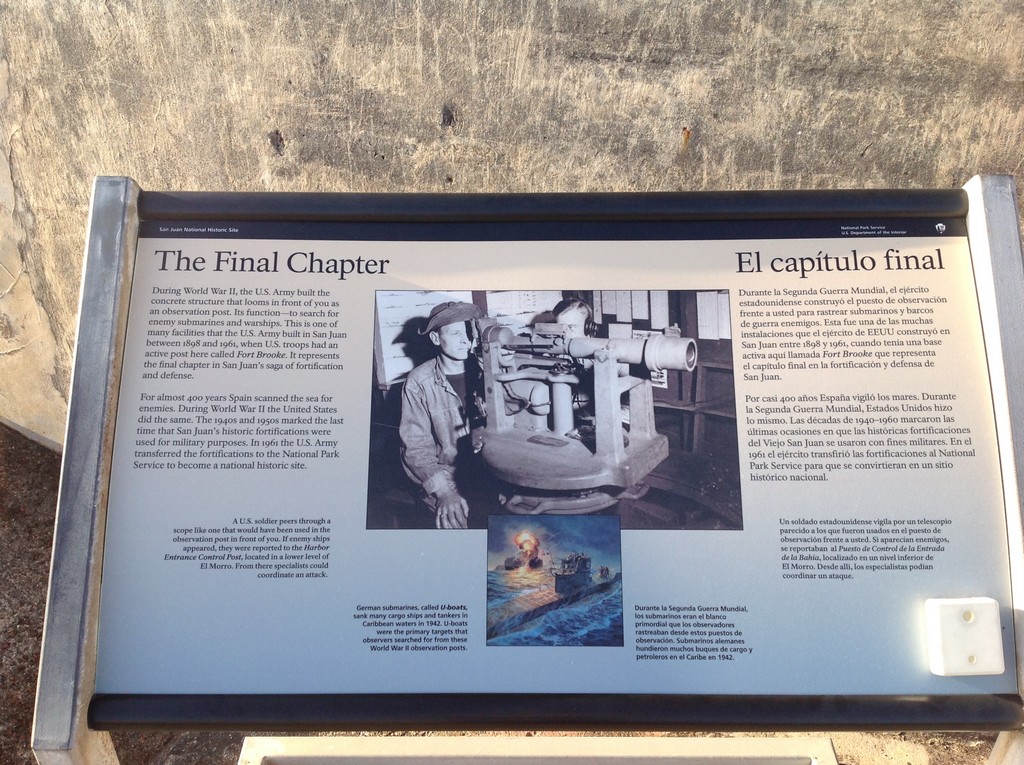 San Juan National Historic Site
National Park Service
U.S. Department of the Interior
The Final Chapter
During World War II, the U.S. Army built the
concrete structure that looms in front of you as
an observation post. Its function—to search for
enemy submarines and warships. This is one of
many facilities that the U.S. Army built in San Juan
between 1898 and 1961, when U.S. troops had an
active post here called Fort Brooke. It represents
the final chapter in San Juan's saga of fortification
and defense.
For almost 400 years Spain scanned the sea for
enemies. During World War II the United States
did the same. The 1940s and 1950s marked the last
time that San Juan's historic fortifications were
used for military purposes. In 1961 the U.S. Army
transferred the fortifications to the National Park
Service to become a national historic site.
A U.S. soldier peers through a
scope like one that would have been used in the
observation post in front of you. If enemy ships
appeared, they were reported to the Harbor
Entrance Control Post, located in a lower level of
El Morro. From there specialists could
coordinate an attack.
German submarines, called U-boats,
sank many cargo ships and tankers in
Caribbean waters in 1942. U-boats
were the primary targets that
observers searched for from these
World War II observation posts.
El capítulo final
Durante la Segunda Guerra Mundial, el ejército
estadounidense construyó el puesto de observación
frente a usted para rastrear submarinos y barcos
de guerra enemigos. Esta fue una de las muchas
instalaciones que el ejército de EEUU construyó en
San Juan entre 1898 y 1961, cuando tenía una base
activa aquí llamada Fort Brooke que representa
el capítulo final en la fortificación y defensa de
San Juan.
Por casi 400 años España vigiló los mares. Durante
la Segunda Guerra Mundial, Estados Unidos hizo
lo mismo. Las décadas de 1940-1960 marcaron las
últimas ocasiones en que las históricas fortificaciones
del Viejo San Juan se usaron con fines militares. En el
1961 el ejército transfirió las fortificaciones al National
Park Service para que se convirtieran en un sitio
histórico nacional.
Un soldado estadounidense vigila por un telescopio
parecido a los que fueron usados en el puesto de
observación frente a usted. Si aparecían enemigos,
se reportaban al Puesto de Control de la Entrada
de la Bahía, localizado en un nivel inferior de
El Morro. Desde allí, los especialistas podían
coordinar un ataque.
Durante la Segunda Guerra Mundial,
los submarinos eran el blanco
primordial que los observadores
rastreaban desde estos puestos de
observación. Submarinos alemanes
hundieron muchos buques de cargo y
petroleros en el Caribe en 1942.